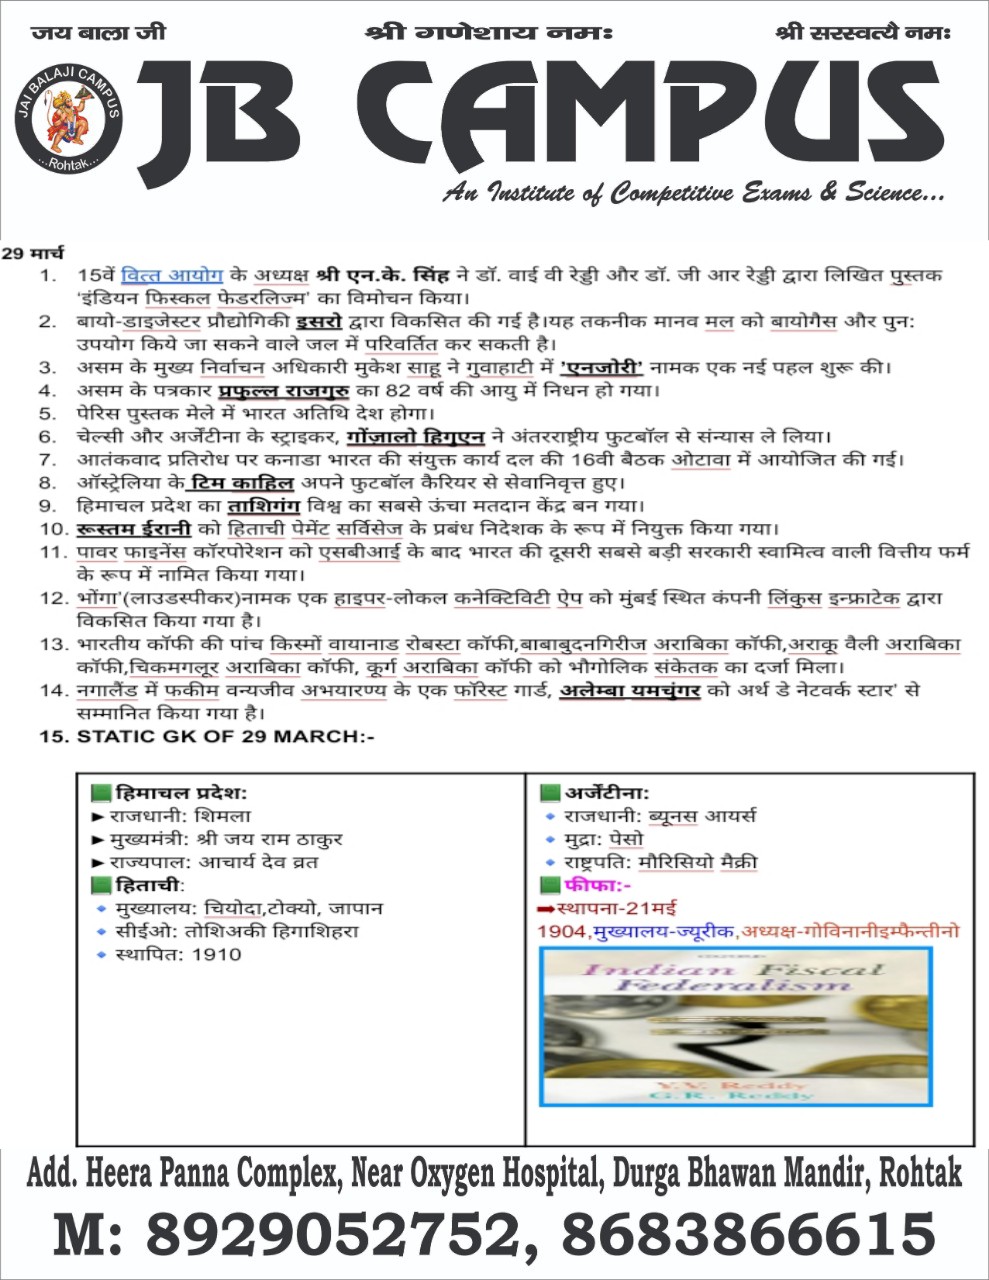 जय बाला जी
श्री गणेशाय नमः
श्री सरस्वत्यै नमः
JAI BALAJI CAMPUS
...Rohtak...
JB CAMPUS
An Institute of Competitive Exams & Science...
29 मार्च
1. 15वें वित्त आयोग के अध्यक्ष श्री एन.के. सिंह ने डॉ. वाई वी रेड्डी और डॉ. जी आर रेड्डी द्वारा लिखित पुस्तक
'इंडियन फिस्कल फेडरलिज्म' का विमोचन किया।
2. बायो-डाइजेस्टर प्रौद्योगिकी इसरो द्वारा विकसित की गई है।यह तकनीक मानव मल को बायोगैस और पुन:
उपयोग किये जा सकने वाले जल में परिवर्तित कर सकती है।
3. असम के मुख्य निर्वाचन अधिकारी मुकेश साहू ने गुवाहाटी में 'एनजोरी' नामक एक नई पहल शुरू की।
4. असम के पत्रकार प्रफुल्ल राजगुरु का 82 वर्ष की आयु में निधन हो गया।
5. पेरिस पुस्तक मेले में भारत अतिथि देश होगा।
6. चेल्सी और अर्जेंटीना के स्ट्राइकर, गोंज़ालो हिगुएन ने अंतरराष्ट्रीय फुटबॉल से संन्यास ले लिया।
7. आतंकवाद प्रतिरोध पर कनाडा भारत की संयुक्त कार्य दल की 16वी बैठक ओटावा में आयोजित की गई।
8. ऑस्ट्रेलिया के टिम काहिल अपने फुटबॉल कैरियर से सेवानिवृत्त हुए।
9. हिमाचल प्रदेश का ताशिगंग विश्व का सबसे ऊंचा मतदान केंद्र बन गया।
10. रूस्तम ईरानी को हिताची पेमेंट सर्विसेज के प्रबंध निदेशक के रूप में नियुक्त किया गया।
11. पावर फाइनेंस कॉरपोरेशन को एसबीआई के बाद भारत की दूसरी सबसे बड़ी सरकारी स्वामित्व वाली वित्तीय फर्म
के रूप में नामित किया गया।
12. भोंगा'(लाउडस्पीकर)नामक एक हाइपर-लोकल कनेक्टिविटी ऐप को मुंबई स्थित कंपनी लिंकुस इन्फ्राटेक द्वारा
विकसित किया गया है।
13. भारतीय कॉफी की पांच किस्मों वायानाड रोबस्टा कॉफी,बाबाबुदनगिरीज अराबिका कॉफी,अराकू वैली अराबिका
कॉफी,चिकमगलूर अराबिका कॉफी, कूर्ग अराबिका कॉफी को भौगोलिक संकेतक का दर्जा मिला।
14. नगालैंड में फकीम वन्यजीव अभयारण्य के एक फॉरेस्ट गार्ड, अलेम्बा यमचुंगर को अर्थ डे नेटवर्क स्टार' से
सम्मानित किया गया है।
15. STATIC GK OF 29 MARCH:-
हिमाचल प्रदेश:
► राजधानी: शिमला
► मुख्यमंत्री: श्री जय राम ठाकुर
► राज्यपाल: आचार्य देव व्रत
हिताची:
मुख्यालय: चियोदा,टोक्यो, जापान
सीईओ: तोशिअकी हिगाशिहरा
स्थापित: 1910
अर्जेंटीना:
राजधानी: ब्यूनस आयर्स
मुद्रा: पेसो
राष्ट्रपति: मौरिसियो मैक्री
फीफा:-
➡स्थापना-21मई
1904,मुख्यालय-ज्यूरीक,अध्यक्ष-गोविनानीइम्फैन्तीनो
Indian Fiscal
Federalism
Y.V. Reddy
G.R. Reddy
Add. Heera Panna Complex, Near Oxygen Hospital, Durga Bhawan Mandir, Rohtak
M: 8929052752, 8683866615